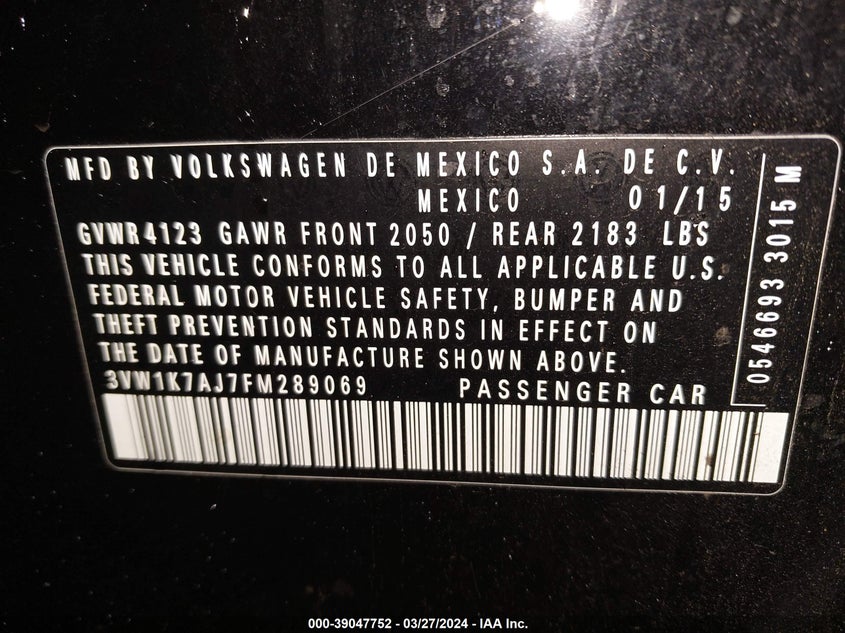 MFD BY VOLKSWAGEN DE MEXICO S.A. DE C.V.
MEXICO 01/15
GVWR4123 GAWR FRONT 2050 / REAR 2183 LBS
THIS VEHICLE CONFORMS TO ALL APPLICABLE U.S.
FEDERAL MOTOR VEHICLE SAFETY, BUMPER AND
THEFT PREVENTION STANDARDS IN EFFECT ON
THE DATE OF MANUFACTURE SHOWN ABOVE.
3VW1K7AJ7FM289069 PASSENGER CAR
0546693 3015 M
000-39047752 - 03/27/2024 - IAA Inc.